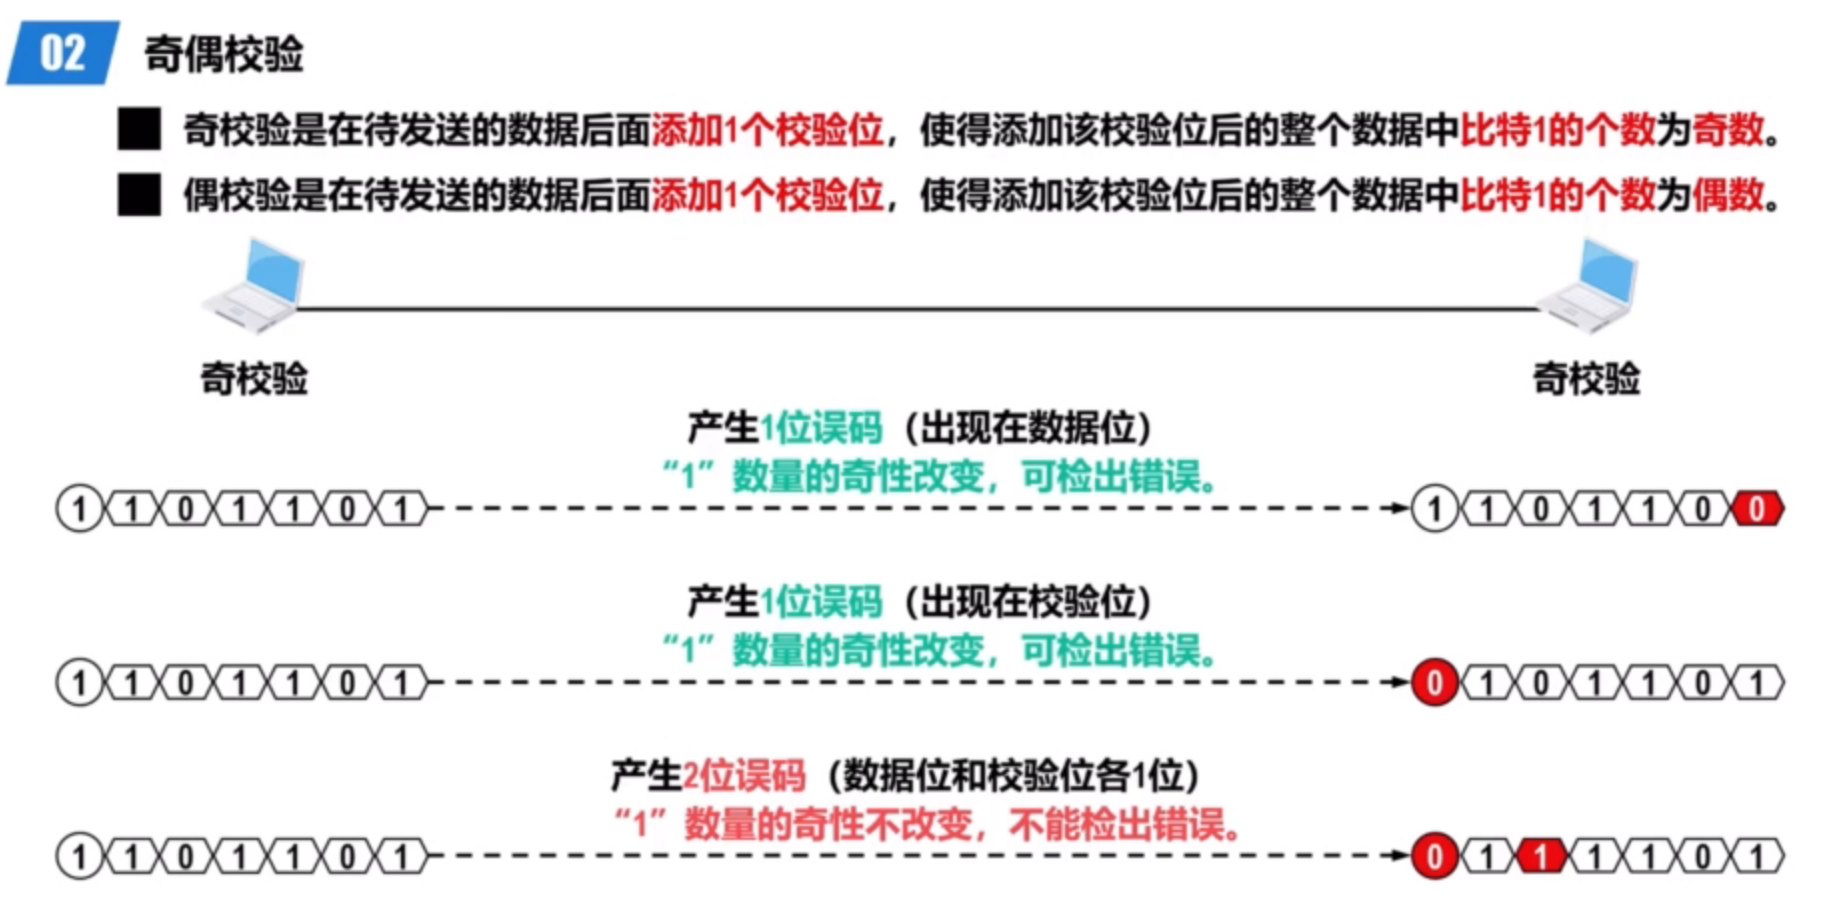 02 奇偶校验
奇校验是在待发送的数据后面添加1个校验位，使得添加该校验位后的整个数据中比特1的个数为奇数。
偶校验是在待发送的数据后面添加1个校验位，使得添加该校验位后的整个数据中比特1的个数为偶数。
奇校验 奇校验
产生1位误码（出现在数据位）
“1”数量的奇性改变，可检出错误。
1 1 0 1 1 0 1 1 1 0 1 1 0 0
产生1位误码（出现在校验位）
“1”数量的奇性改变，可检出错误。
1 1 0 1 1 0 1 0 1 0 1 1 0 1
产生2位误码（数据位和校验位各1位）
“1”数量的奇性不改变，不能检出错误。
1 1 0 1 1 0 1 0 1 1 1 1 0 1